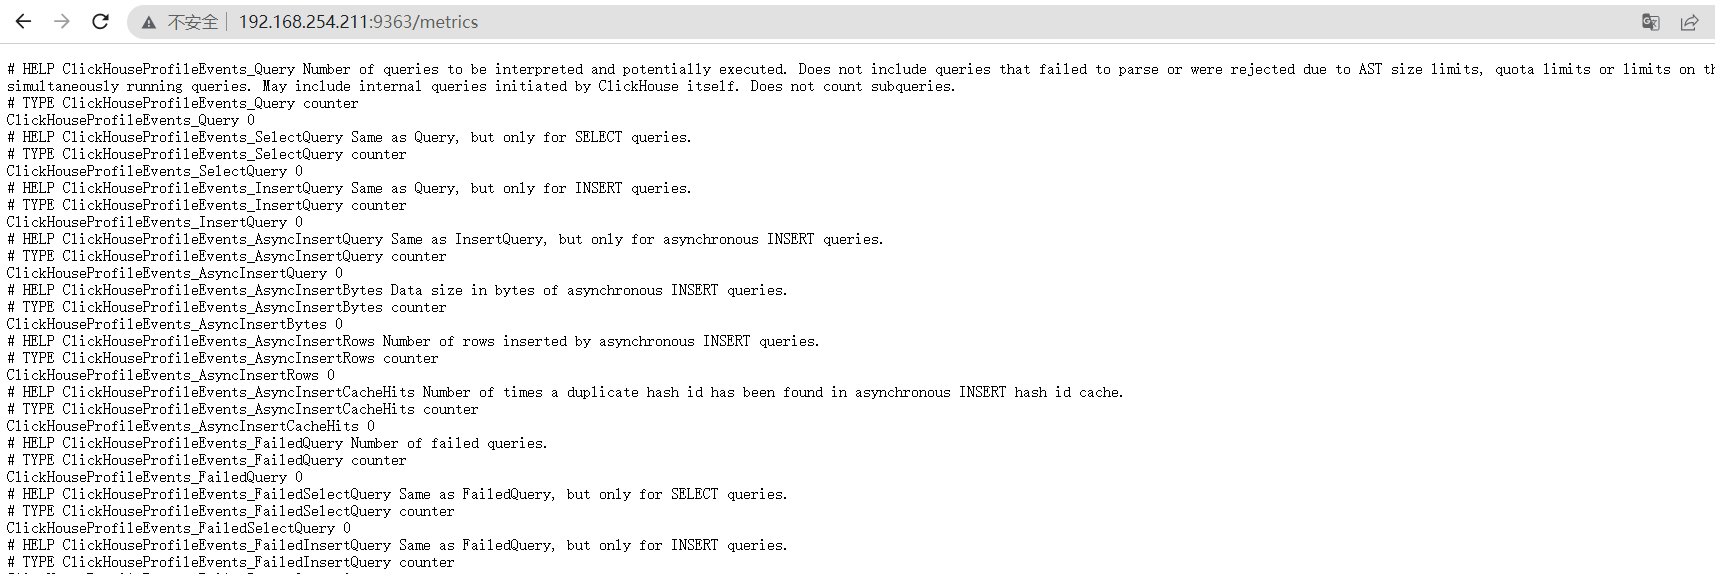 不安全 | 192.168.254.211:9363/metrics
# HELP ClickHouseProfileEvents_Query Number of queries to be interpreted and potentially executed. Does not include queries that failed to parse or were rejected due to AST size limits, quota limits or limits on
simultaneously running queries. May include internal queries initiated by ClickHouse itself. Does not count subqueries.
# TYPE ClickHouseProfileEvents_Query counter
ClickHouseProfileEvents_Query 0
# HELP ClickHouseProfileEvents_SelectQuery Same as Query, but only for SELECT queries.
# TYPE ClickHouseProfileEvents_SelectQuery counter
ClickHouseProfileEvents_SelectQuery 0
# HELP ClickHouseProfileEvents_InsertQuery Same as Query, but only for INSERT queries.
# TYPE ClickHouseProfileEvents_InsertQuery counter
ClickHouseProfileEvents_InsertQuery 0
# HELP ClickHouseProfileEvents_AsyncInsertQuery Same as InsertQuery, but only for asynchronous INSERT queries.
# TYPE ClickHouseProfileEvents_AsyncInsertQuery counter
ClickHouseProfileEvents_AsyncInsertQuery 0
# HELP ClickHouseProfileEvents_AsyncInsertBytes Data size in bytes of asynchronous INSERT queries.
# TYPE ClickHouseProfileEvents_AsyncInsertBytes counter
ClickHouseProfileEvents_AsyncInsertBytes 0
# HELP ClickHouseProfileEvents_AsyncInsertRows Number of rows inserted by asynchronous INSERT queries.
# TYPE ClickHouseProfileEvents_AsyncInsertRows counter
ClickHouseProfileEvents_AsyncInsertRows 0
# HELP ClickHouseProfileEvents_AsyncInsertCacheHits Number of times a duplicate hash id has been found in asynchronous INSERT hash id cache.
# TYPE ClickHouseProfileEvents_AsyncInsertCacheHits counter
ClickHouseProfileEvents_AsyncInsertCacheHits 0
# HELP ClickHouseProfileEvents_FailedQuery Number of failed queries.
# TYPE ClickHouseProfileEvents_FailedQuery counter
ClickHouseProfileEvents_FailedQuery 0
# HELP ClickHouseProfileEvents_FailedSelectQuery Same as FailedQuery, but only for SELECT queries.
# TYPE ClickHouseProfileEvents_FailedSelectQuery counter
ClickHouseProfileEvents_FailedSelectQuery 0
# HELP ClickHouseProfileEvents_FailedInsertQuery Same as FailedQuery, but only for INSERT queries.
# TYPE ClickHouseProfileEvents_FailedInsertQuery counter